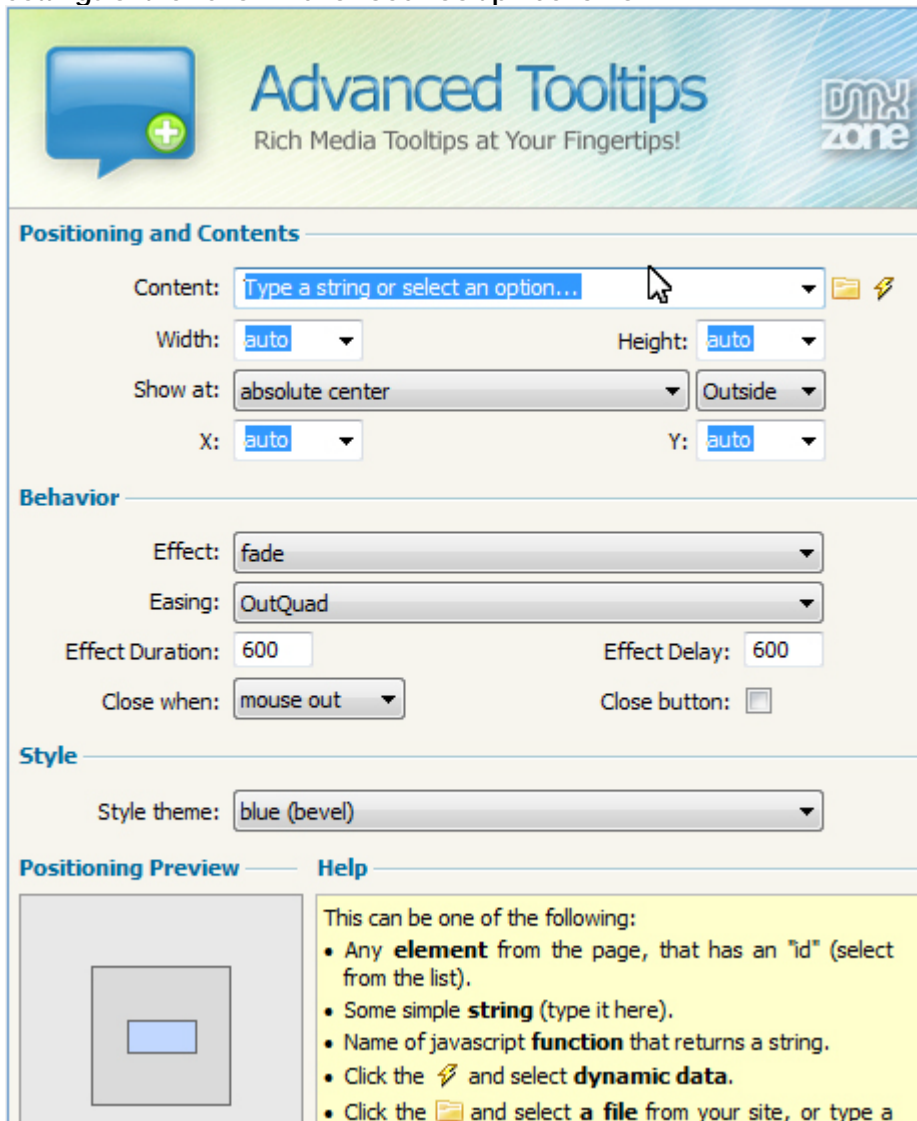 Advanced Tooltips
Rich Media Tooltips at Your Fingertips!
DMX
zone
Positioning and Contents
Content: Type a string or select an option...
Width: auto Height: auto
Show at: absolute center Outside
X: auto Y: auto
Behavior
Effect: fade
Easing: OutQuad
Effect Duration: 600 Effect Delay: 600
Close when: mouse out Close button:
Style
Style theme: blue (bevel)
Positioning Preview Help
This can be one of the following:
• Any element from the page, that has an "id" (select
from the list).
• Some simple string (type it here).
• Name of javascript function that returns a string.
• Click the and select dynamic data.
• Click the and select a file from your site, or type a